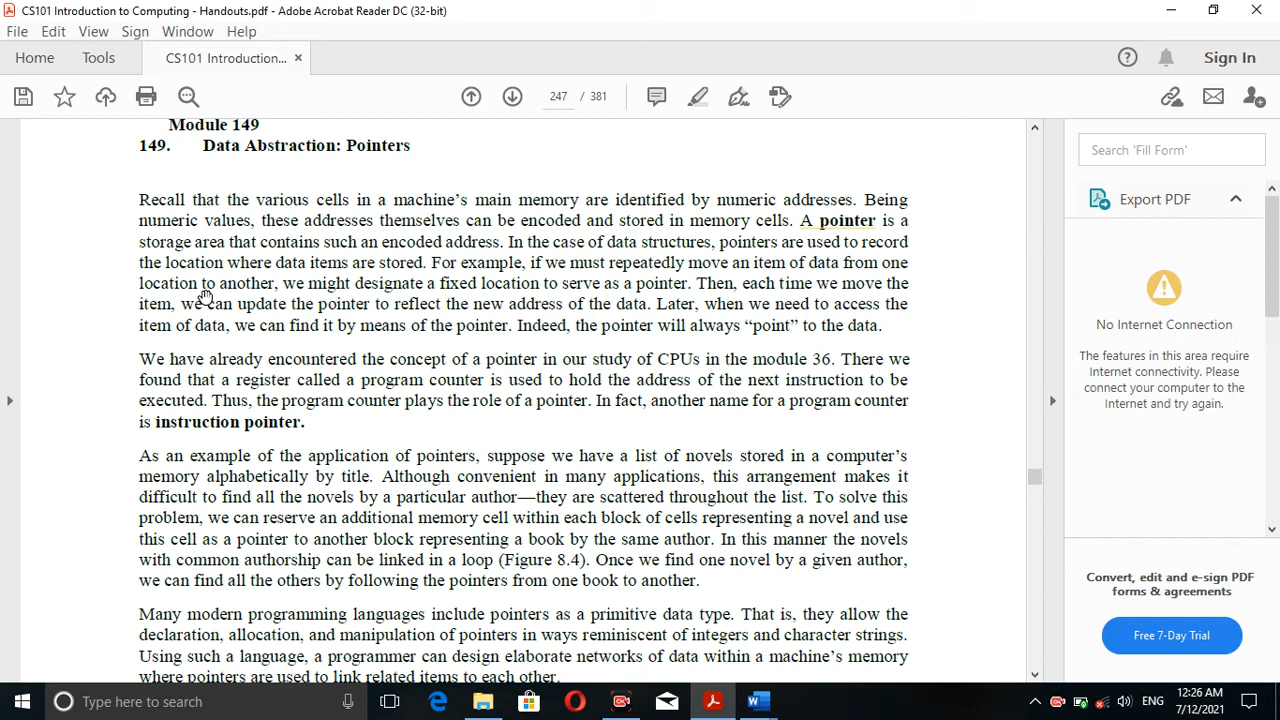 CS101 Introduction to Computing - Handouts.pdf - Adobe Acrobat Reader DC (32-bit)
File Edit View Sign Window Help
Home Tools CS101 Introduction... × Sign In
247 / 381
Module 149
149. Data Abstraction: Pointers
Recall that the various cells in a machine’s main memory are identified by numeric addresses. Being
numeric values, these addresses themselves can be encoded and stored in memory cells. A pointer is a
storage area that contains such an encoded address. In the case of data structures, pointers are used to record
the location where data items are stored. For example, if we must repeatedly move an item of data from one
location to another, we might designate a fixed location to serve as a pointer. Then, each time we move the
item, we can update the pointer to reflect the new address of the data. Later, when we need to access the
item of data, we can find it by means of the pointer. Indeed, the pointer will always “point” to the data.
We have already encountered the concept of a pointer in our study of CPUs in the module 36. There we
found that a register called a program counter is used to hold the address of the next instruction to be
executed. Thus, the program counter plays the role of a pointer. In fact, another name for a program counter
is instruction pointer.
As an example of the application of pointers, suppose we have a list of novels stored in a computer’s
memory alphabetically by title. Although convenient in many applications, this arrangement makes it
difficult to find all the novels by a particular author—they are scattered throughout the list. To solve this
problem, we can reserve an additional memory cell within each block of cells representing a novel and use
this cell as a pointer to another block representing a book by the same author. In this manner the novels
with common authorship can be linked in a loop (Figure 8.4). Once we find one novel by a given author,
we can find all the others by following the pointers from one book to another.
Many modern programming languages include pointers as a primitive data type. That is, they allow the
declaration, allocation, and manipulation of pointers in ways reminiscent of integers and character strings.
Using such a language, a programmer can design elaborate networks of data within a machine’s memory
where pointers are used to link related items to each other.
Search 'Fill Form'
Export PDF
No Internet Connection
The features in this area require
Internet connectivity. Please
connect your computer to the
Internet and try again.
Convert, edit and e-sign PDF
forms & agreements
Free 7-Day Trial
Type here to search
ENG
12:26 AM
7/12/2021